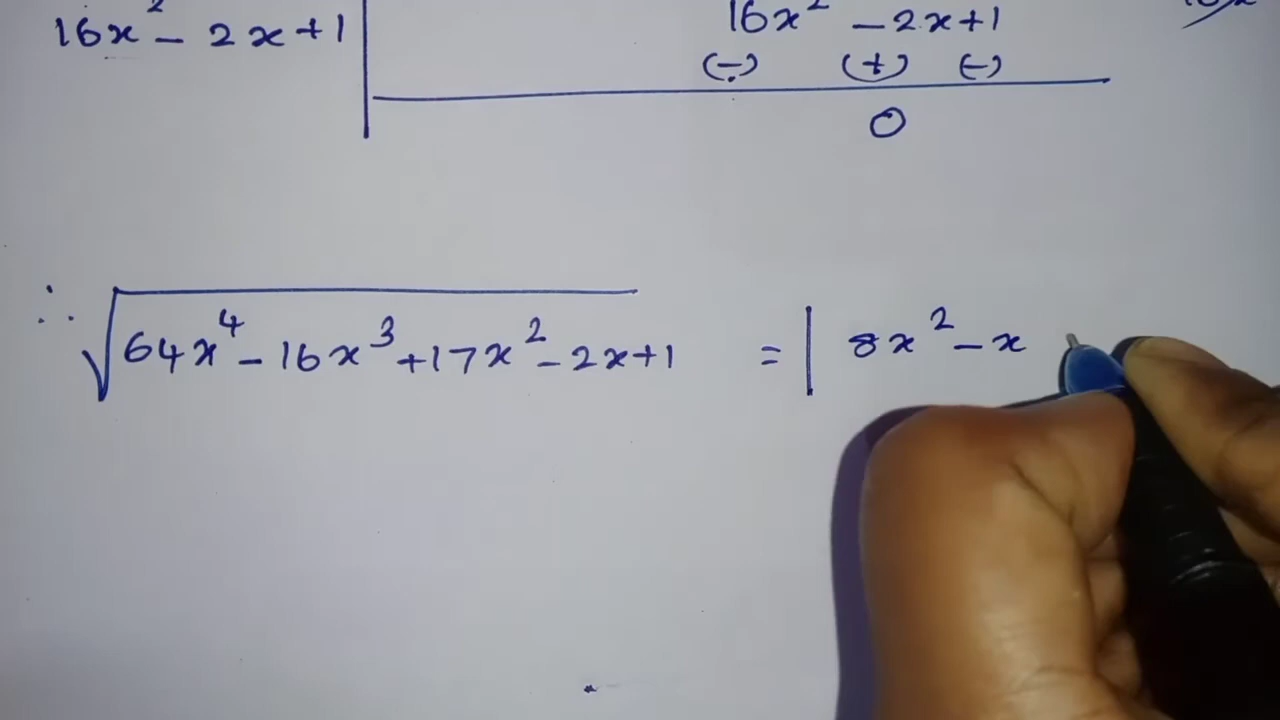 16x² - 2x + 1
16x² - 2x + 1
(-) (+) (-)
0
∴ √64x⁴ - 16x³ + 17x² - 2x + 1 = | 8x² - x